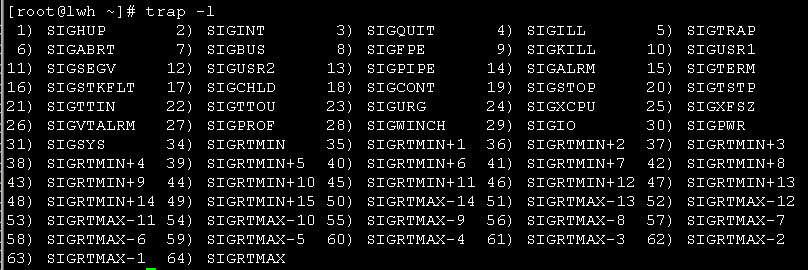 [root@lwh ~]# trap -l
1) SIGHUP 2) SIGINT 3) SIGQUIT 4) SIGILL 5) SIGTRAP
6) SIGABRT 7) SIGBUS 8) SIGFPE 9) SIGKILL 10) SIGUSR1
11) SIGSEGV 12) SIGUSR2 13) SIGPIPE 14) SIGALRM 15) SIGTERM
16) SIGSTKFLT 17) SIGCHLD 18) SIGCONT 19) SIGSTOP 20) SIGTSTP
21) SIGTTIN 22) SIGTTOU 23) SIGURG 24) SIGXCPU 25) SIGXFSZ
26) SIGVTALRM 27) SIGPROF 28) SIGWINCH 29) SIGIO 30) SIGPWR
31) SIGSYS 34) SIGRTMIN 35) SIGRTMIN+1 36) SIGRTMIN+2 37) SIGRTMIN+3
38) SIGRTMIN+4 39) SIGRTMIN+5 40) SIGRTMIN+6 41) SIGRTMIN+7 42) SIGRTMIN+8
43) SIGRTMIN+9 44) SIGRTMIN+10 45) SIGRTMIN+11 46) SIGRTMIN+12 47) SIGRTMIN+13
48) SIGRTMIN+14 49) SIGRTMIN+15 50) SIGRTMAX-14 51) SIGRTMAX-13 52) SIGRTMAX-12
53) SIGRTMAX-11 54) SIGRTMAX-10 55) SIGRTMAX-9 56) SIGRTMAX-8 57) SIGRTMAX-7
58) SIGRTMAX-6 59) SIGRTMAX-5 60) SIGRTMAX-4 61) SIGRTMAX-3 62) SIGRTMAX-2
63) SIGRTMAX-1 64) SIGRTMAX